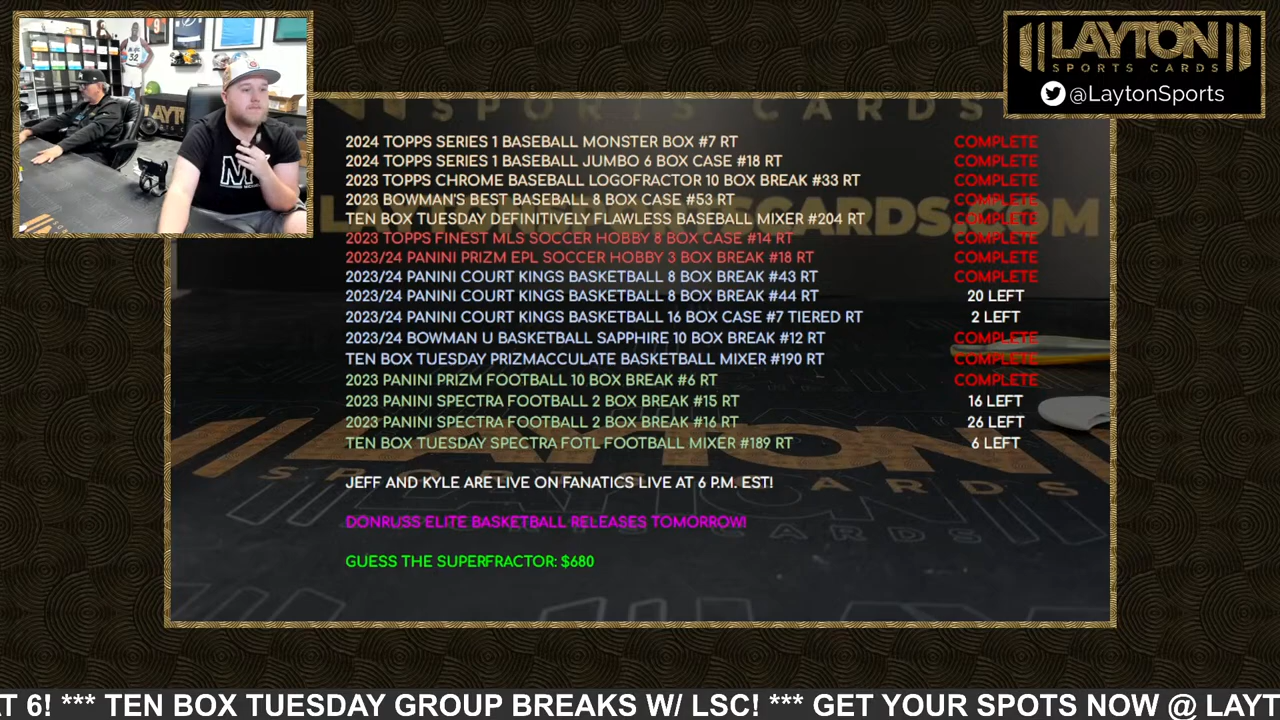 LAYTON
SPORTS CARDS
@LaytonSports
SPORTS CARDS
2024 TOPPS SERIES 1 BASEBALL MONSTER BOX #7 RT COMPLETE
2024 TOPPS SERIES 1 BASEBALL JUMBO 6 BOX CASE #18 RT COMPLETE
2023 TOPPS CHROME BASEBALL LOGOFRACTOR 10 BOX BREAK #33 RT COMPLETE
2023 BOWMAN'S BEST BASEBALL 8 BOX CASE #53 RT COMPLETE
TEN BOX TUESDAY DEFINITIVELY FLAWLESS BASEBALL MIXER #204 RT COMPLETE
2023 TOPPS FINEST MLS SOCCER HOBBY 8 BOX CASE #14 RT COMPLETE
2023/24 PANINI PRIZM EPL SOCCER HOBBY 3 BOX BREAK #18 RT COMPLETE
2023/24 PANINI COURT KINGS BASKETBALL 8 BOX BREAK #43 RT COMPLETE
2023/24 PANINI COURT KINGS BASKETBALL 8 BOX BREAK #44 RT 20 LEFT
2023/24 PANINI COURT KINGS BASKETBALL 16 BOX CASE #7 TIERED RT 2 LEFT
2023/24 BOWMAN U BASKETBALL SAPPHIRE 10 BOX BREAK #12 RT COMPLETE
TEN BOX TUESDAY PRIZMACCULATE BASKETBALL MIXER #190 RT COMPLETE
2023 PANINI PRIZM FOOTBALL 10 BOX BREAK #6 RT COMPLETE
2023 PANINI SPECTRA FOOTBALL 2 BOX BREAK #15 RT 16 LEFT
2023 PANINI SPECTRA FOOTBALL 2 BOX BREAK #16 RT 26 LEFT
TEN BOX TUESDAY SPECTRA FOTL FOOTBALL MIXER #189 RT 6 LEFT
JEFF AND KYLE ARE LIVE ON FANATICS LIVE AT 6 P.M. EST!
DONRUSS ELITE BASKETBALL RELEASES TOMORROW!
GUESS THE SUPERFRACTOR: $680
AT 6! *** TEN BOX TUESDAY GROUP BREAKS W/ LSC! *** GET YOUR SPOTS NOW @ LAYT